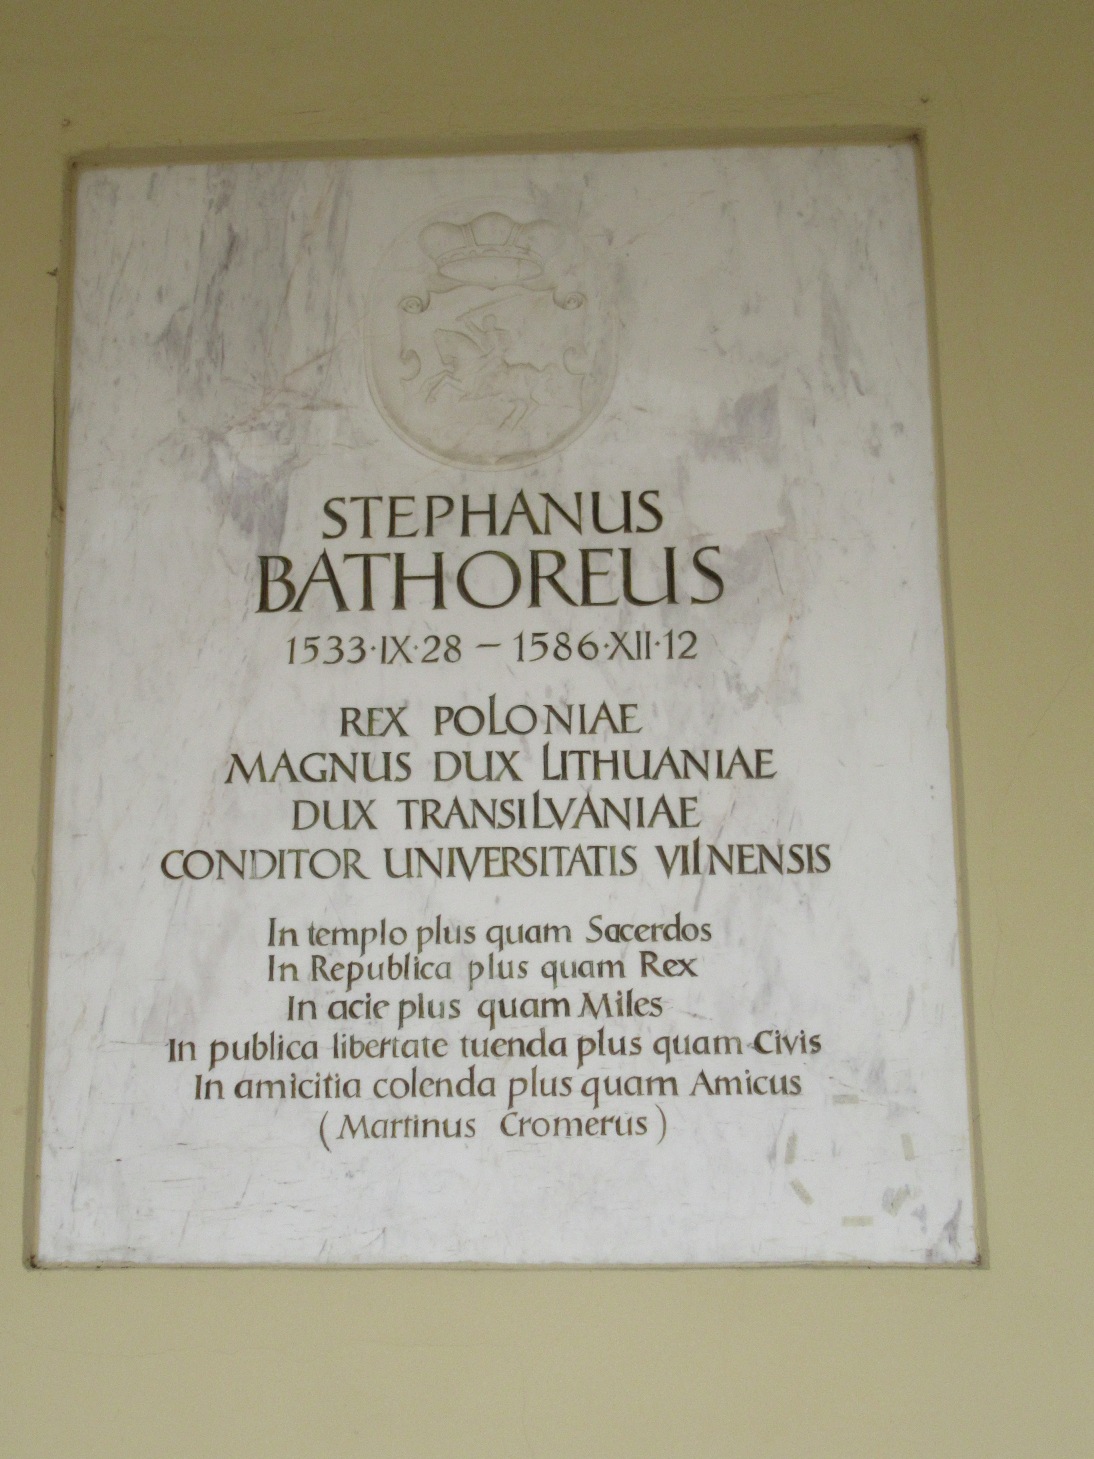 STEPHANUS
BATHOREUS
1533·IX·28 – 1586·XII·12
REX POLONIAE
MAGNUS DUX LITHUANIAE
DUX TRANSILVANIAE
CONDITOR UNIVERSITATIS VILNENSIS
In templo plus quam Sacerdos
In Republica plus quam Rex
In acie plus quam Miles
In publica libertate tuenda plus quam Civis
In amicitia colenda plus quam Amicus
(Martinus Cromerus)